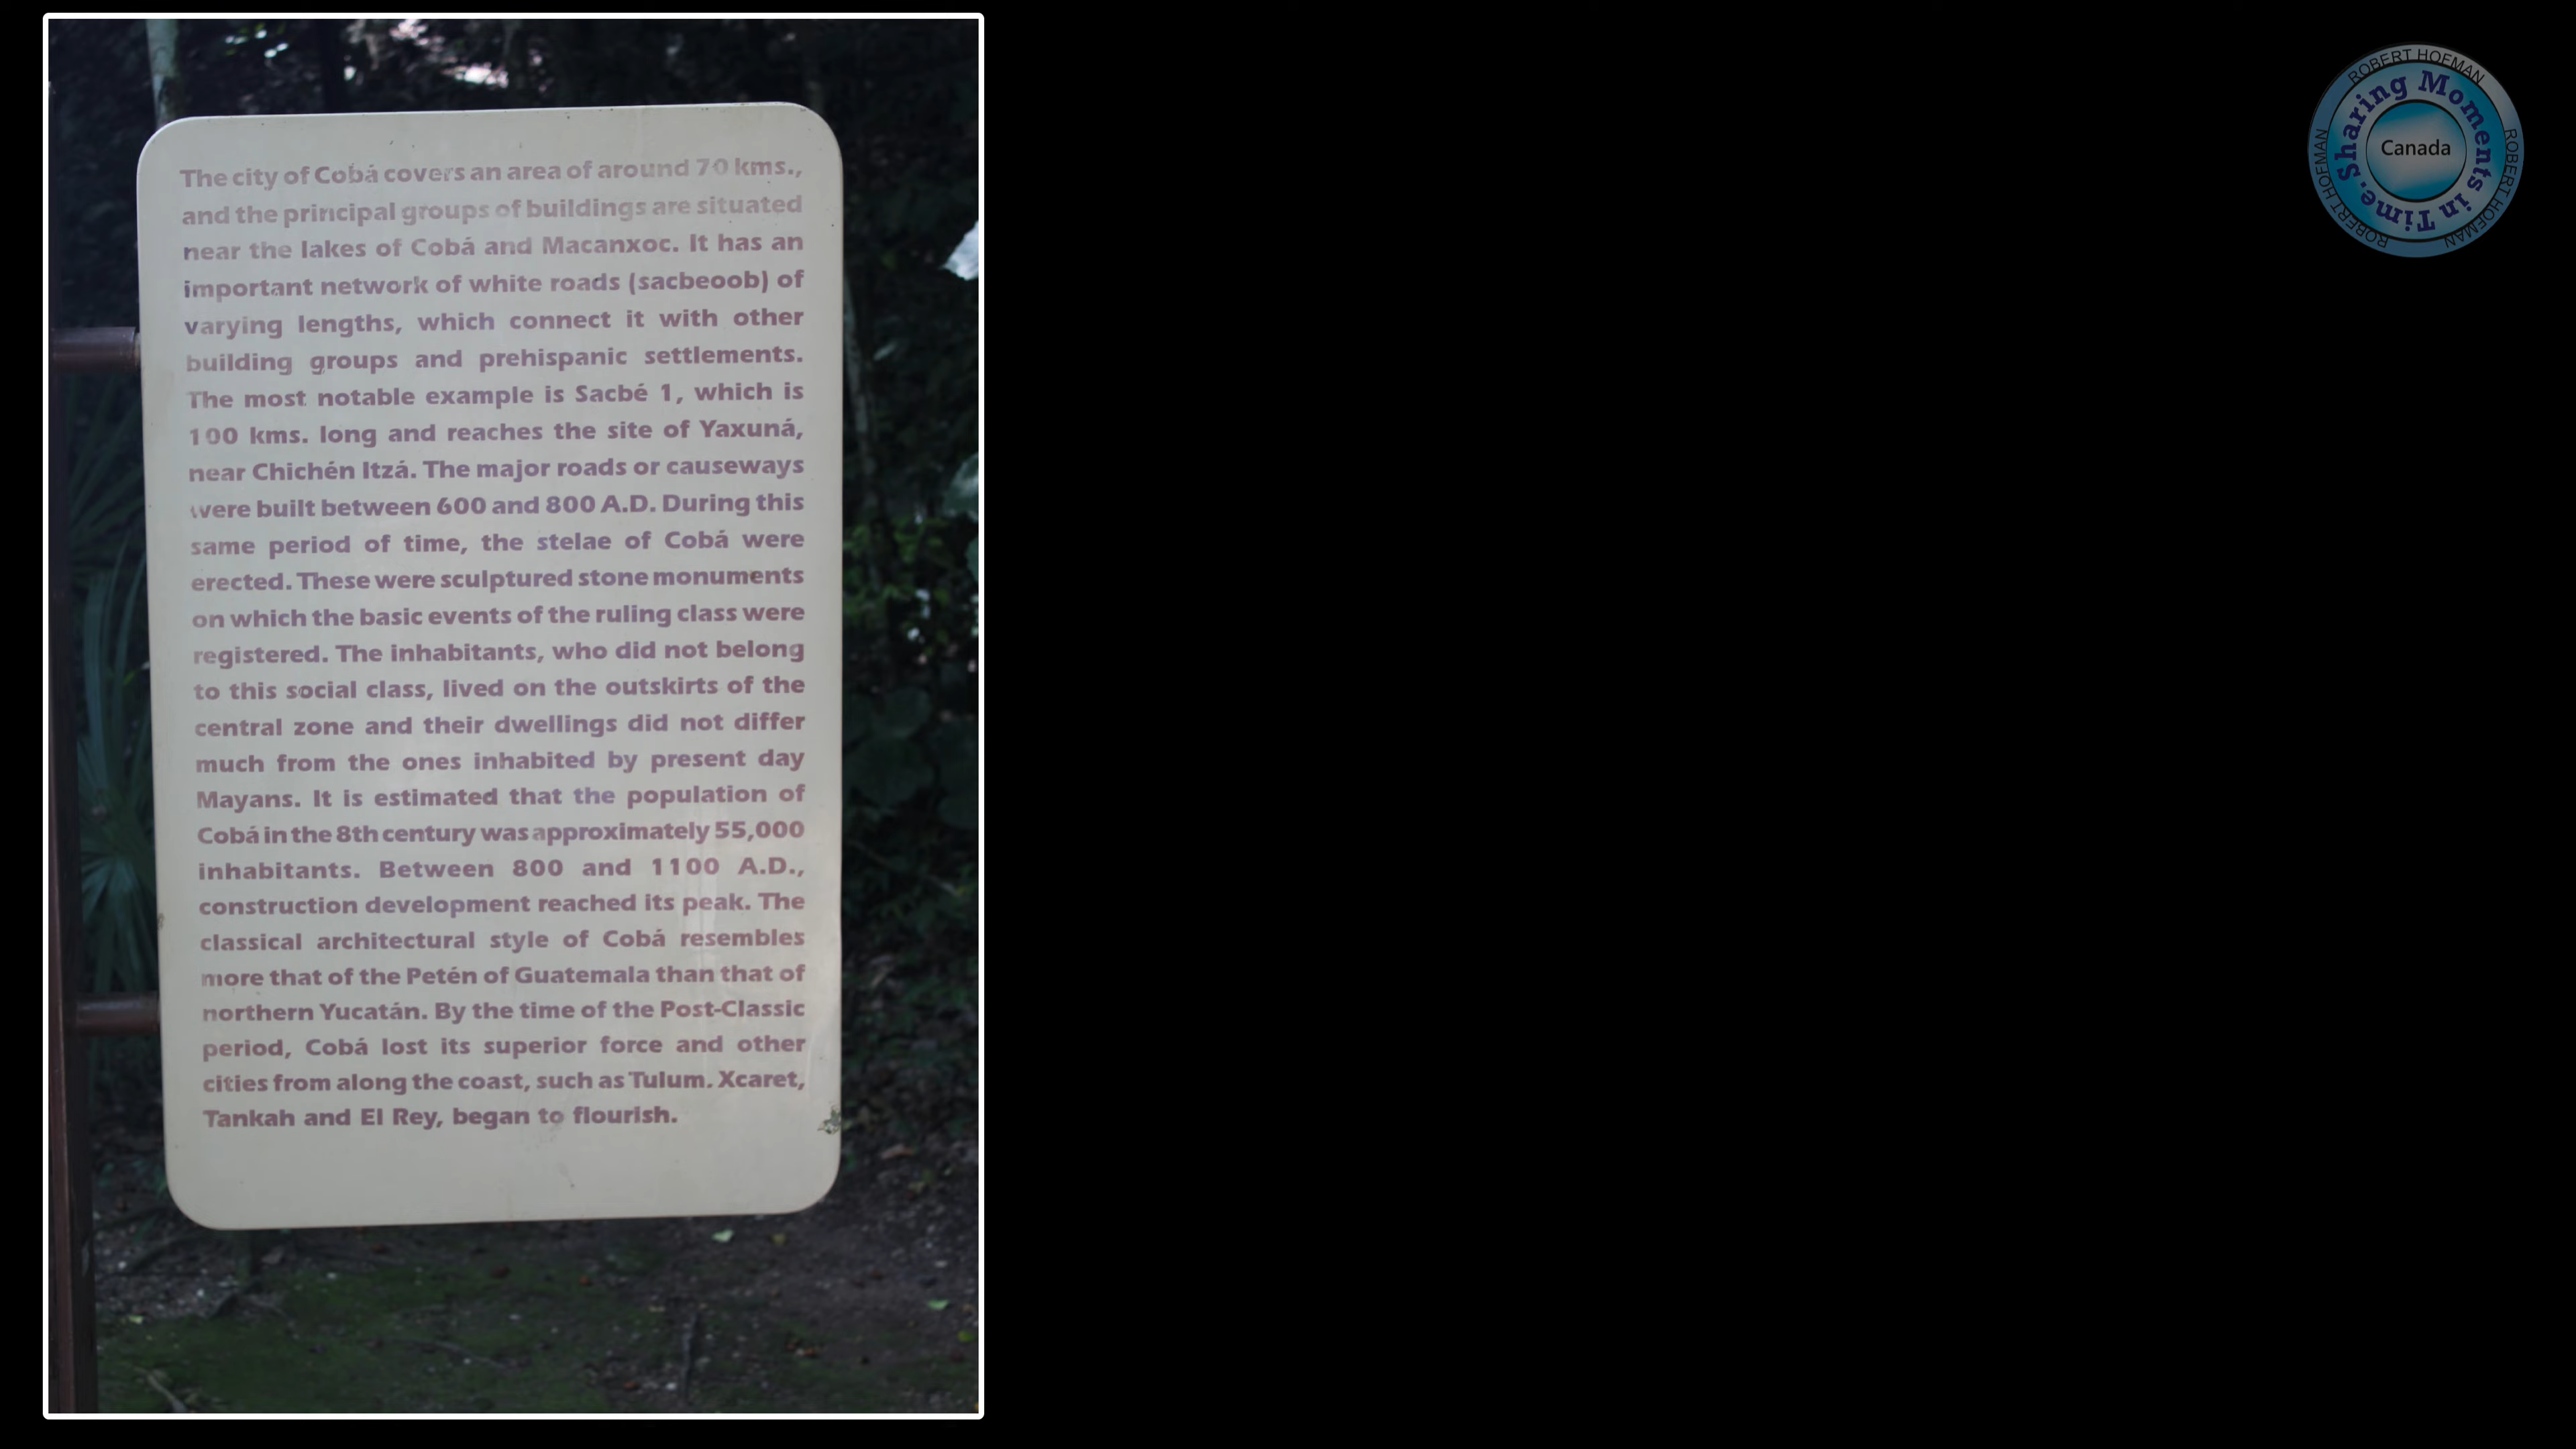 The city of Cobá covers an area of around 70 kms.,
and the principal groups of buildings are situated
near the lakes of Cobá and Macanxoc. It has an
important network of white roads (sacbeoob) of
varying lengths, which connect it with other
building groups and prehispanic settlements.
The most notable example is Sacbé 1, which is
100 kms. long and reaches the site of Yaxuná,
near Chichén Itzá. The major roads or causeways
were built between 600 and 800 A.D. During this
same period of time, the stelae of Cobá were
erected. These were sculptured stone monuments
on which the basic events of the ruling class were
registered. The inhabitants, who did not belong
to this social class, lived on the outskirts of the
central zone and their dwellings did not differ
much from the ones inhabited by present day
Mayans. It is estimated that the population of
Cobá in the 8th century was approximately 55,000
inhabitants. Between 800 and 1100 A.D.,
construction development reached its peak. The
classical architectural style of Cobá resembles
more that of the Petén of Guatemala than that of
northern Yucatán. By the time of the Post-Classic
period, Cobá lost its superior force and other
cities from along the coast, such as Tulum. Xcaret,
Tankah and El Rey, began to flourish.
ROBERT HOFMAN
ROBERT HOFMAN
ROBERT HOFMAN
ROBERT HOFMAN
ROBERT HOFMAN
Sharing Moments in Time.
Canada